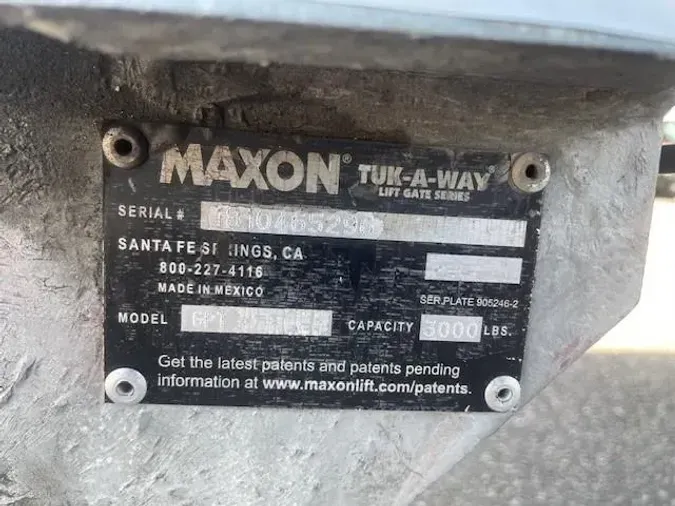 MAXON® TUK-A-WAY
LIFT GATE SERIES
SERIAL #
SANTA FE SPRINGS, CA
800-227-4116
MADE IN MEXICO
SER.PLATE 905246-2
MODEL GPT CAPACITY 3000 LBS.
Get the latest patents and patents pending
information at www.maxonlift.com/patents.